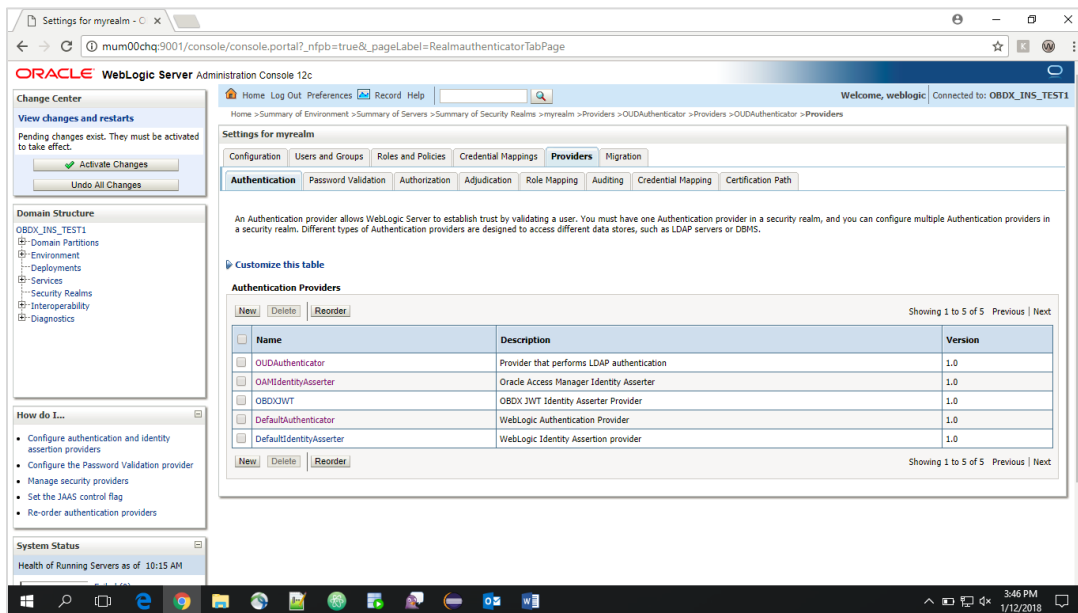 Settings for myrealm - C
mum00chq:9001/console/console.portal?_nfpb=true&_pageLabel=RealmauthenticatorTabPage
ORACLE WebLogic Server Administration Console 12c
Change Center
View changes and restarts
Pending changes exist. They must be activated
to take effect.
Activate Changes
Undo All Changes
Domain Structure
OBDX_INS_TEST1
Domain Partitions
Environment
Deployments
Services
Security Realms
Interoperability
Diagnostics
How do I...
Configure authentication and identity
assertion providers
Configure the Password Validation provider
Manage security providers
Set the JAAS control flag
Re-order authentication providers
System Status
Health of Running Servers as of 10:15 AM
Home Log Out Preferences Record Help
Welcome, weblogic Connected to: OBDX_INS_TEST1
Home >Summary of Environment >Summary of Servers >Summary of Security Realms >myrealm >Providers >OUDAuthenticator >Providers >OUDAuthenticator >Providers
Settings for myrealm
Configuration Users and Groups Roles and Policies Credential Mappings Providers Migration
Authentication Password Validation Authorization Adjudication Role Mapping Auditing Credential Mapping Certification Path
An Authentication provider allows WebLogic Server to establish trust by validating a user. You must have one Authentication provider in a security realm, and you can configure multiple Authentication providers in
a security realm. Different types of Authentication providers are designed to access different data stores, such as LDAP servers or DBMS.
Customize this table
Authentication Providers
New Delete Reorder Showing 1 to 5 of 5 Previous | Next
Name Description Version
OUDAuthenticator Provider that performs LDAP authentication 1.0
OAMIdentityAsserter Oracle Access Manager Identity Asserter 1.0
OBDXJWT OBDX JWT Identity Asserter Provider 1.0
DefaultAuthenticator WebLogic Authentication Provider 1.0
DefaultIdentityAsserter WebLogic Identity Assertion provider 1.0
New Delete Reorder Showing 1 to 5 of 5 Previous | Next
3:46 PM
1/12/2018